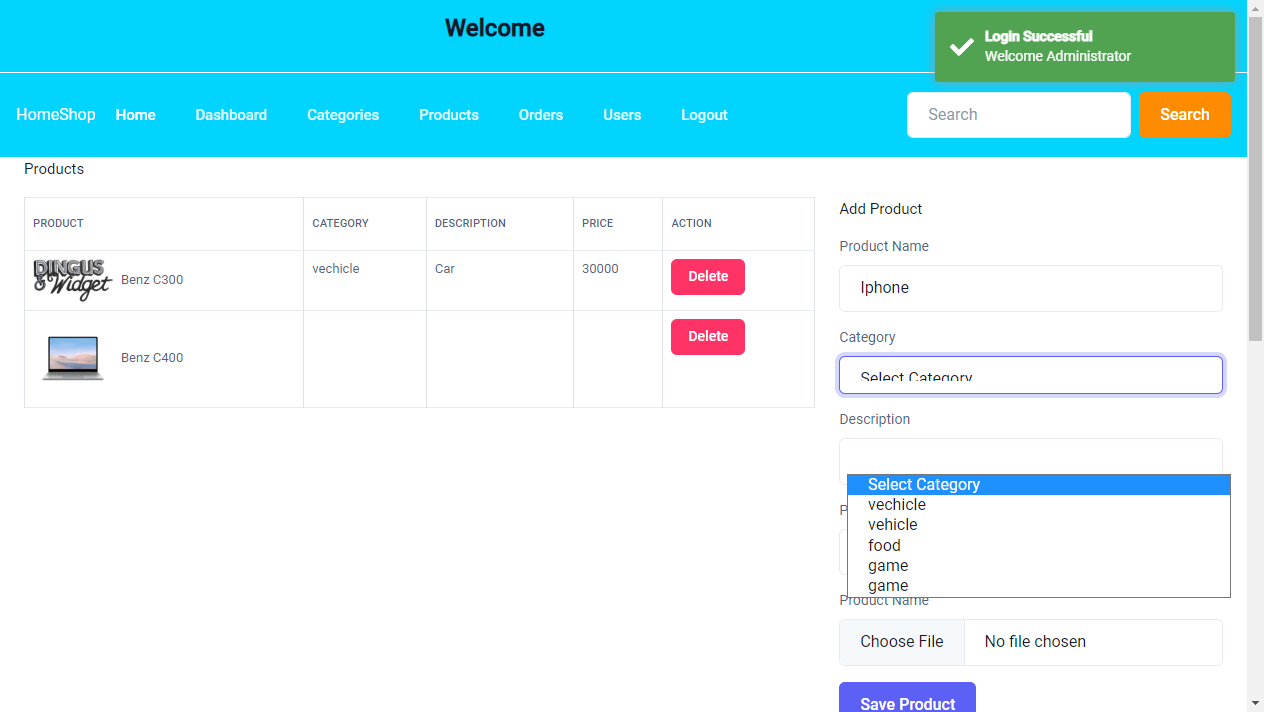 Welcome
Login Successful
Welcome Administrator
HomeShop Home Dashboard Categories Products Orders Users Logout Search Search
Products
PRODUCT CATEGORY DESCRIPTION PRICE ACTION
DINGUS & Widget Benz C300 vechicle Car 30000 Delete
Benz C400 Delete
Add Product
Product Name
Iphone
Category
Select Category
Description
Select Category
vechicle
vehicle
food
game
game
Product Name
Choose File No file chosen
Save Product